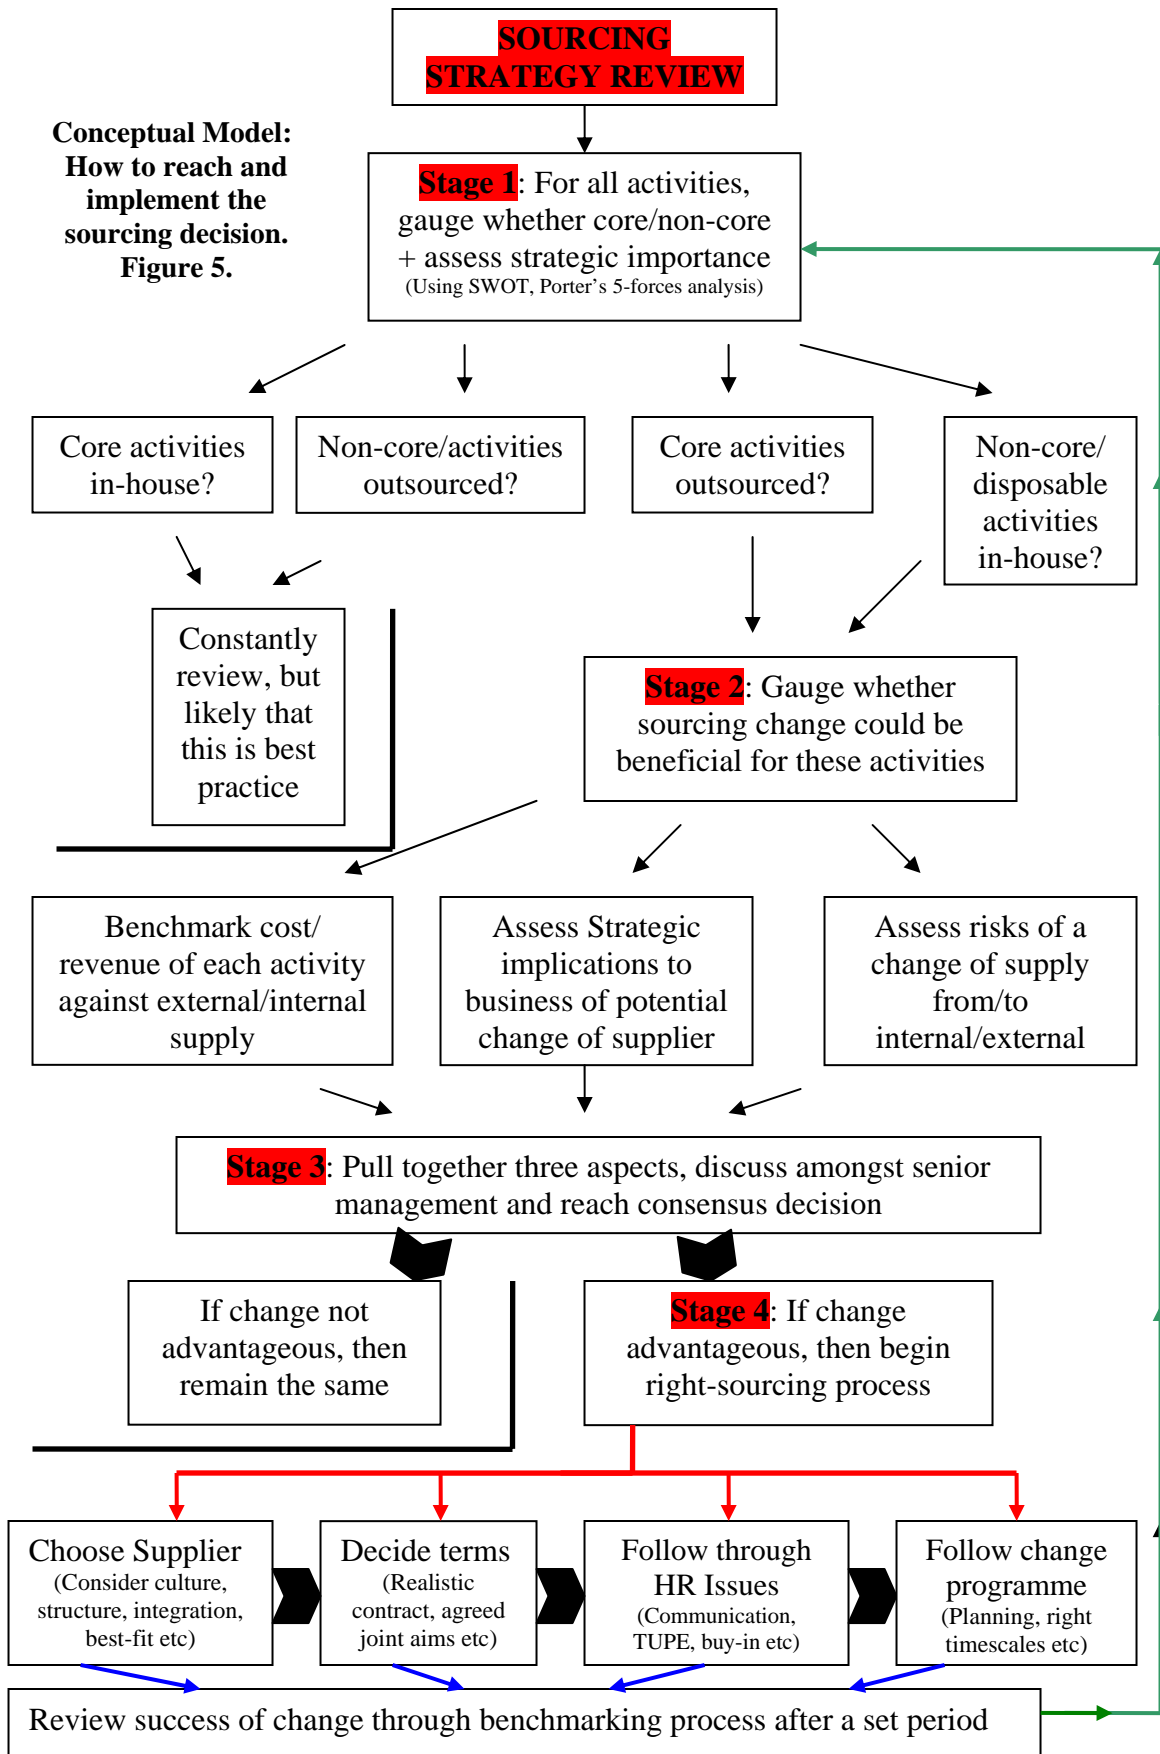 SOURCING
STRATEGY REVIEW
Conceptual Model:
How to reach and
implement the
sourcing decision.
Figure 5.
Stage 1: For all activities,
gauge whether core/non-core
+ assess strategic importance
(Using SWOT, Porter's 5-forces analysis)
Core activities
in-house?
Non-core/activities
outsourced?
Core activities
outsourced?
Non-core/
disposable
activities
in-house?
Constantly
review, but
likely that
this is best
practice
Stage 2: Gauge whether
sourcing change could be
beneficial for these activities
Benchmark cost/
revenue of each activity
against external/internal
supply
Assess Strategic
implications to
business of potential
change of supplier
Assess risks of a
change of supply
from/to
internal/external
Stage 3: Pull together three aspects, discuss amongst senior
management and reach consensus decision
If change not
advantageous, then
remain the same
Stage 4: If change
advantageous, then begin
right-sourcing process
Choose Supplier
(Consider culture,
structure, integration,
best-fit etc)
Decide terms
(Realistic
contract, agreed
joint aims etc)
Follow through
HR Issues
(Communication,
TUPE, buy-in etc)
Follow change
programme
(Planning, right
timescales etc)
Review success of change through benchmarking process after a set period